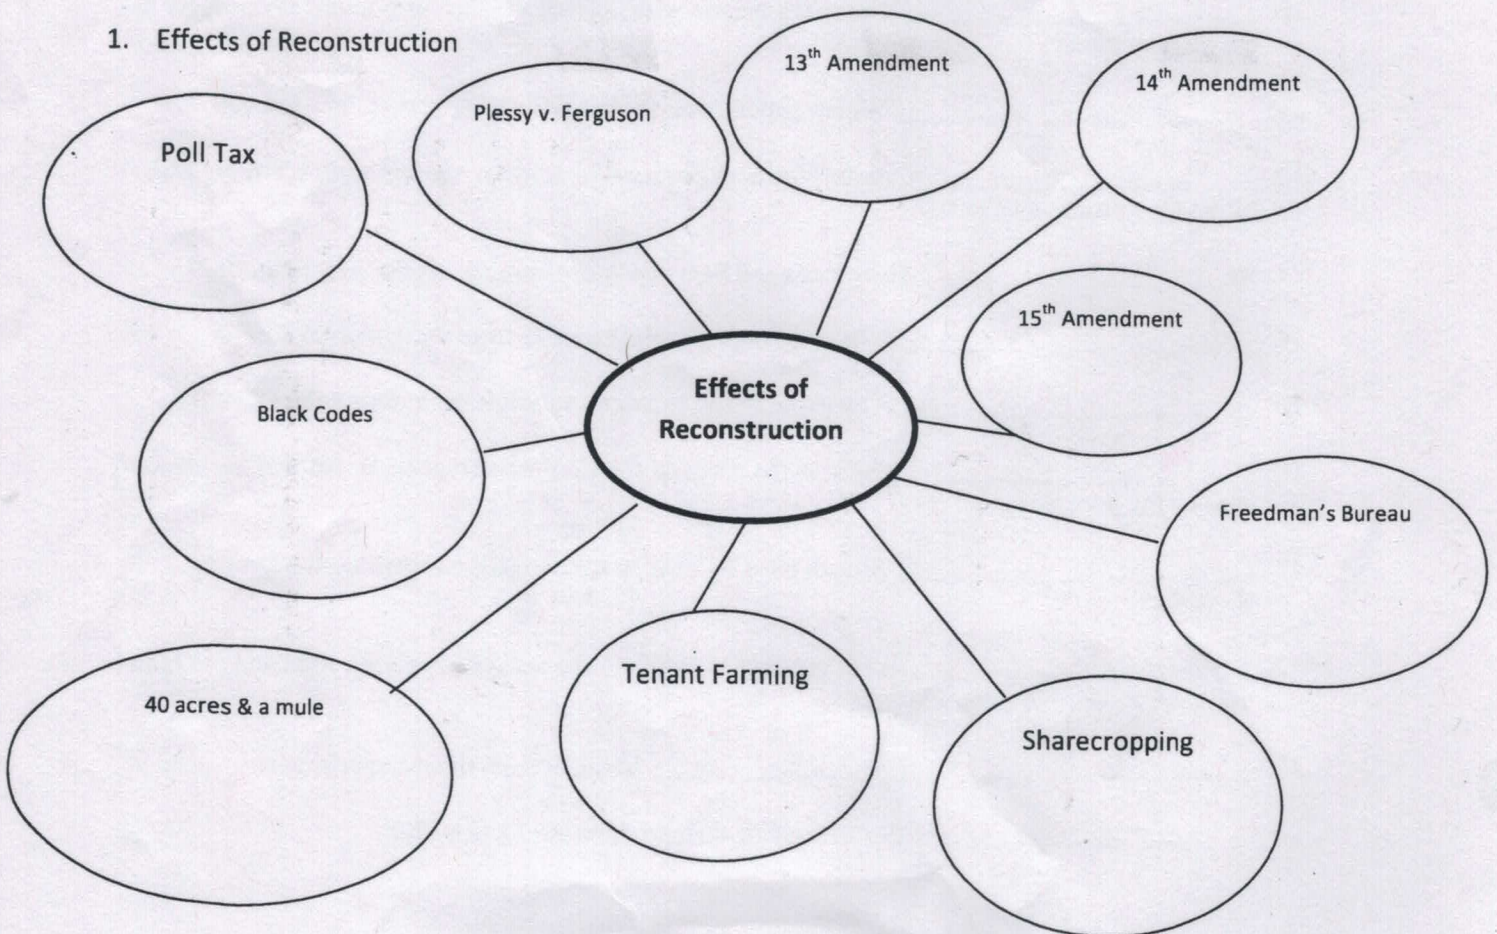 1. Effects of Reconstruction
Poll Tax
Plessy v. Ferguson
13th Amendment
14th Amendment
15th Amendment
Effects of
Reconstruction
Black Codes
Freedman's Bureau
40 acres & a mule
Tenant Farming
Sharecropping